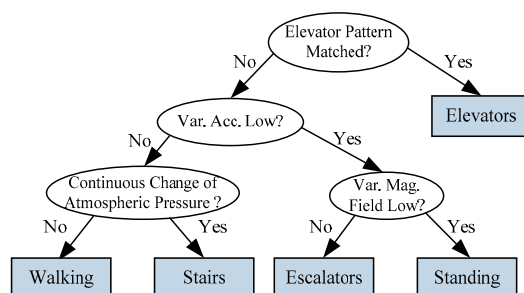 Elevator Pattern
Matched?
No
Yes
Elevators
Var. Acc. Low?
No
Yes
Continuous Change of
Atmospheric Pressure ?
Var. Mag.
Field Low?
No
Yes
No
Yes
Walking
Stairs
Escalators
Standing